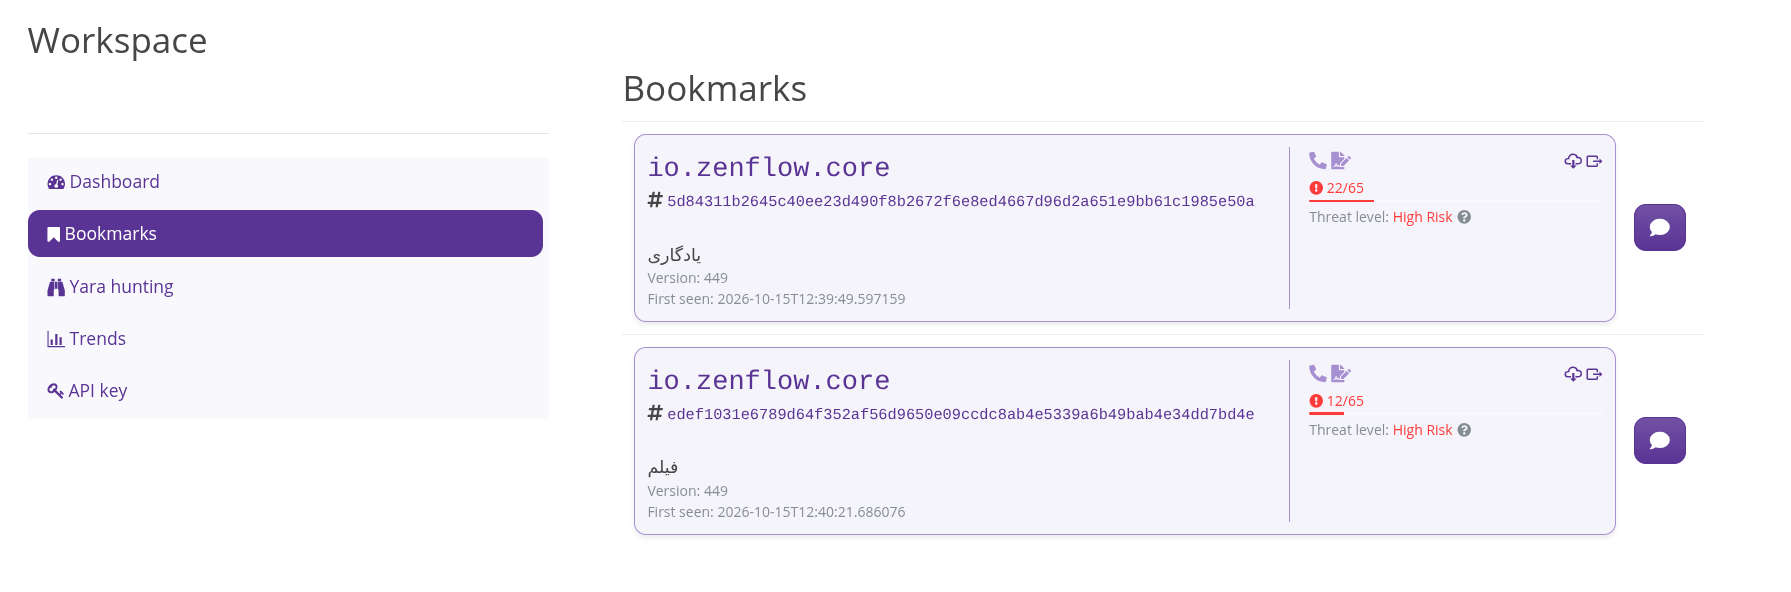 Workspace
Dashboard
Bookmarks
Yara hunting
Trends
API key
Bookmarks
io.zenflow.core
5d84311b2645c40ee23d490f8b2672f6e8ed4667d96d2a651e9bb61c1985e50a
یادگاری
Version: 449
First seen: 2026-10-15T12:39:49.597159
22/65
Threat level: High Risk
io.zenflow.core
edef1031e6789d64f352af56d9650e09ccdc8ab4e5339a6b49bab4e34dd7bd4e
فیلم
Version: 449
First seen: 2026-10-15T12:40:21.686076
12/65
Threat level: High Risk